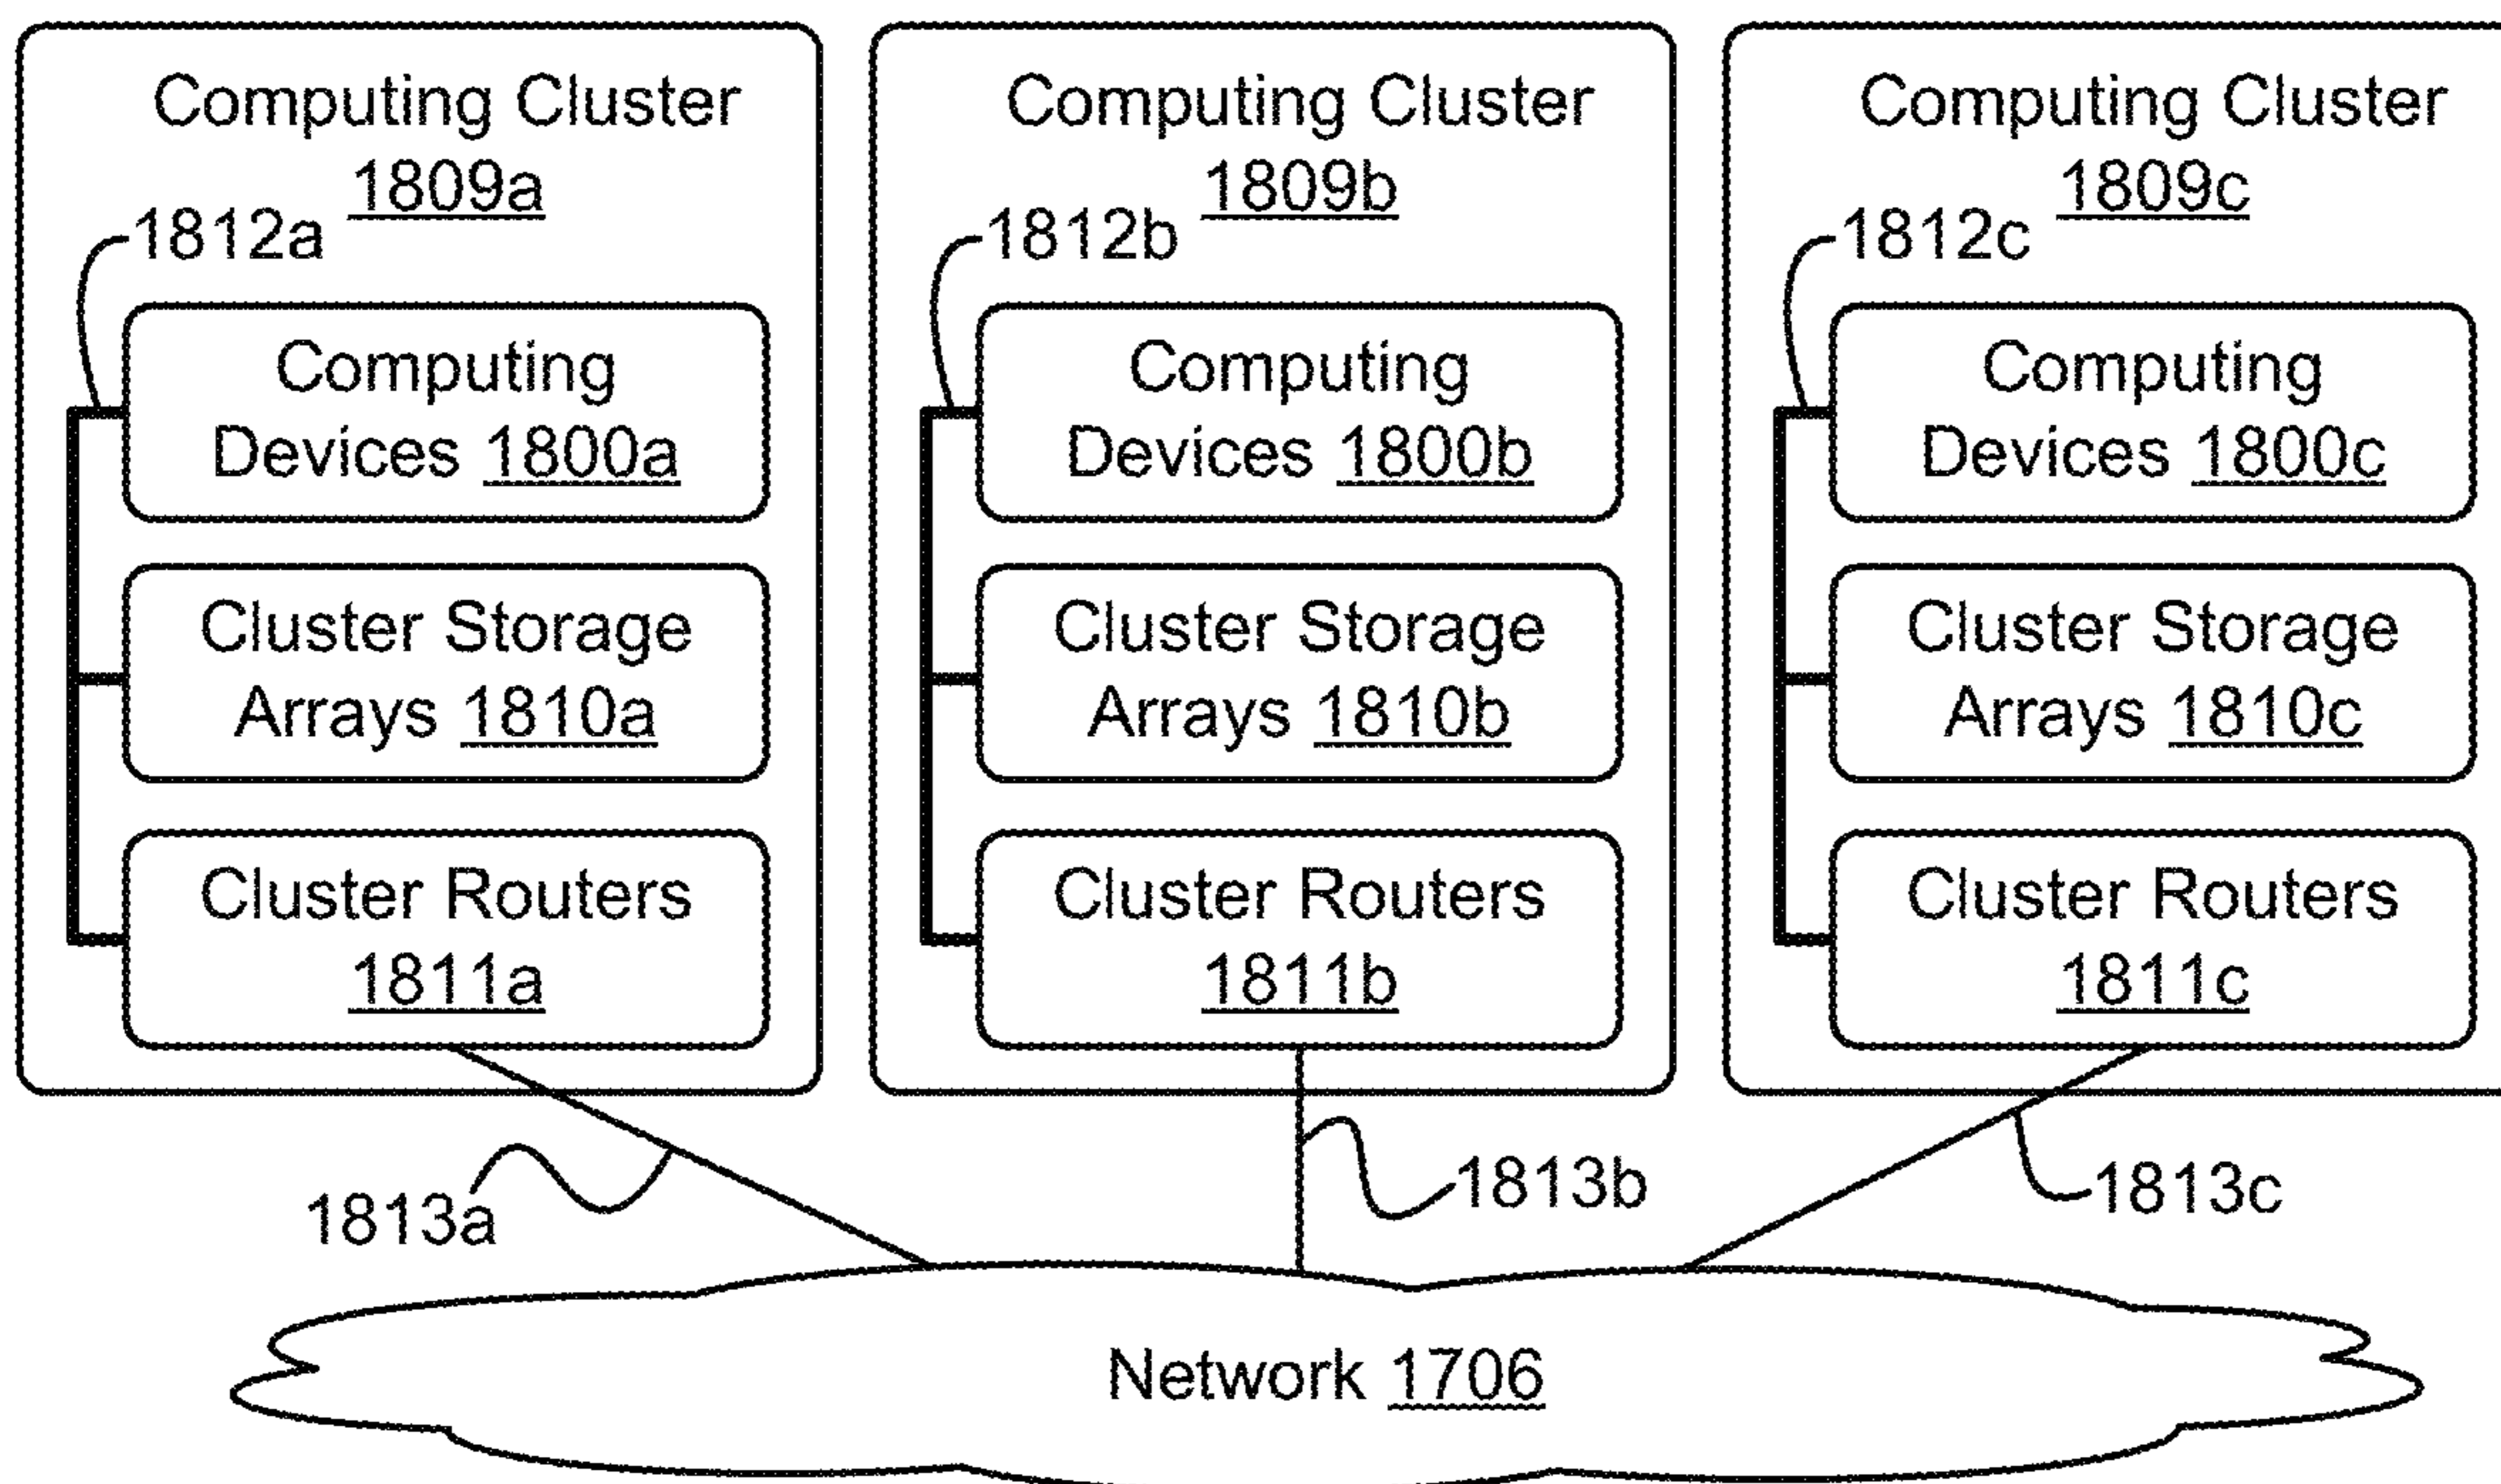 Computing Cluster
1809a
1812a
Computing
Devices 1800a
Cluster Storage
Arrays 1810a
Cluster Routers
1811a
Computing Cluster
1809b
1812b
Computing
Devices 1800b
Cluster Storage
Arrays 1810b
Cluster Routers
1811b
Computing Cluster
1809c
1812c
Computing
Devices 1800c
Cluster Storage
Arrays 1810c
Cluster Routers
1811c
1813a
1813b
1813c
Network 1706